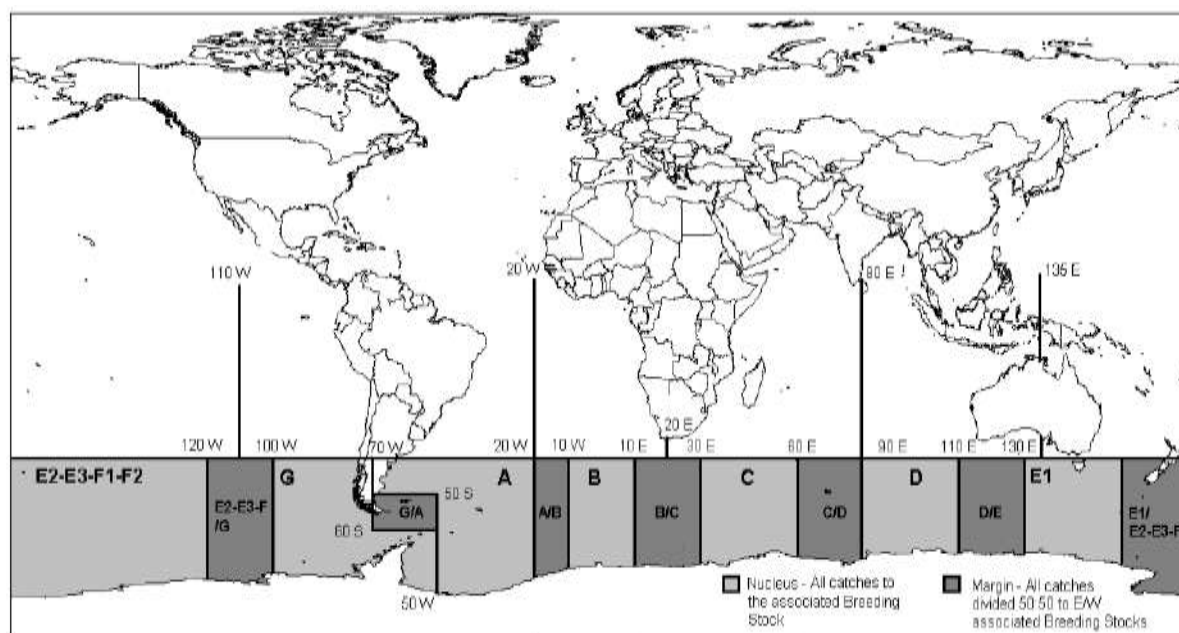 110 W
20 W
80 E
135 E
20 E
120 W
100 W
70 W
20 W
10 W
10 E
30 E
60 E
90 E
110 E
130 E
E2-E3-F1-F2
G
A
B
C
D
E1
50 S
E2-E3-F
/G
G/A
A/B
B/C
C/D
D/E
E1/
E2-E3-F
60 S
50 W
Nucleus - All catches to
the associated Breeding
Stock
Margin - All catches
divided 50:50 to E/W
associated Breeding Stocks